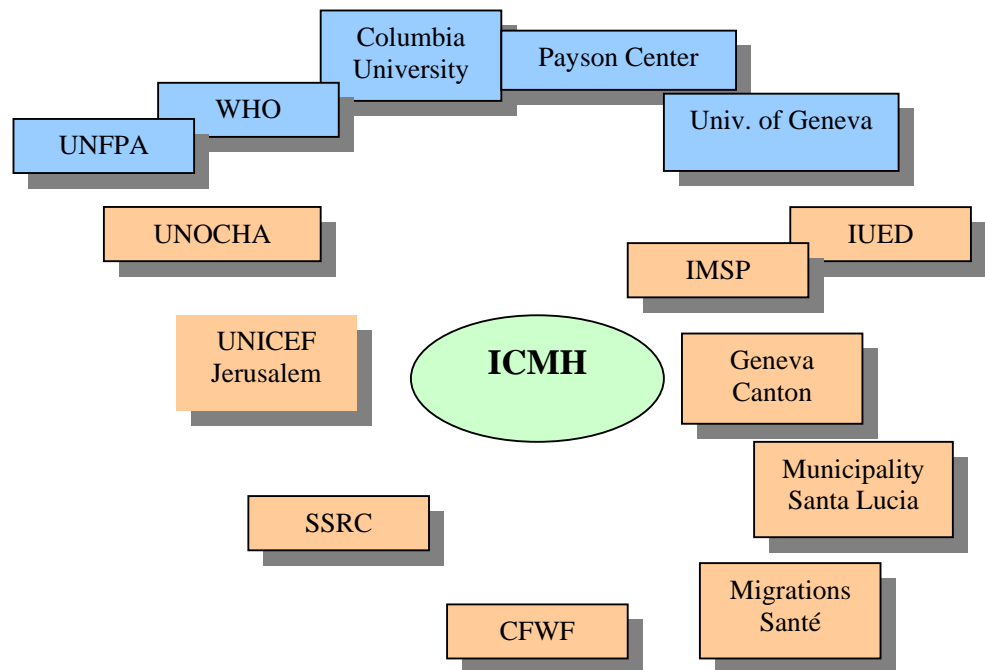 Columbia
University
Payson Center
WHO
Univ. of Geneva
UNFPA
UNOCHA
IUED
IMSP
UNICEF
Jerusalem
ICMH
Geneva
Canton
Municipality
Santa Lucia
SSRC
Migrations
Santé
CFWF